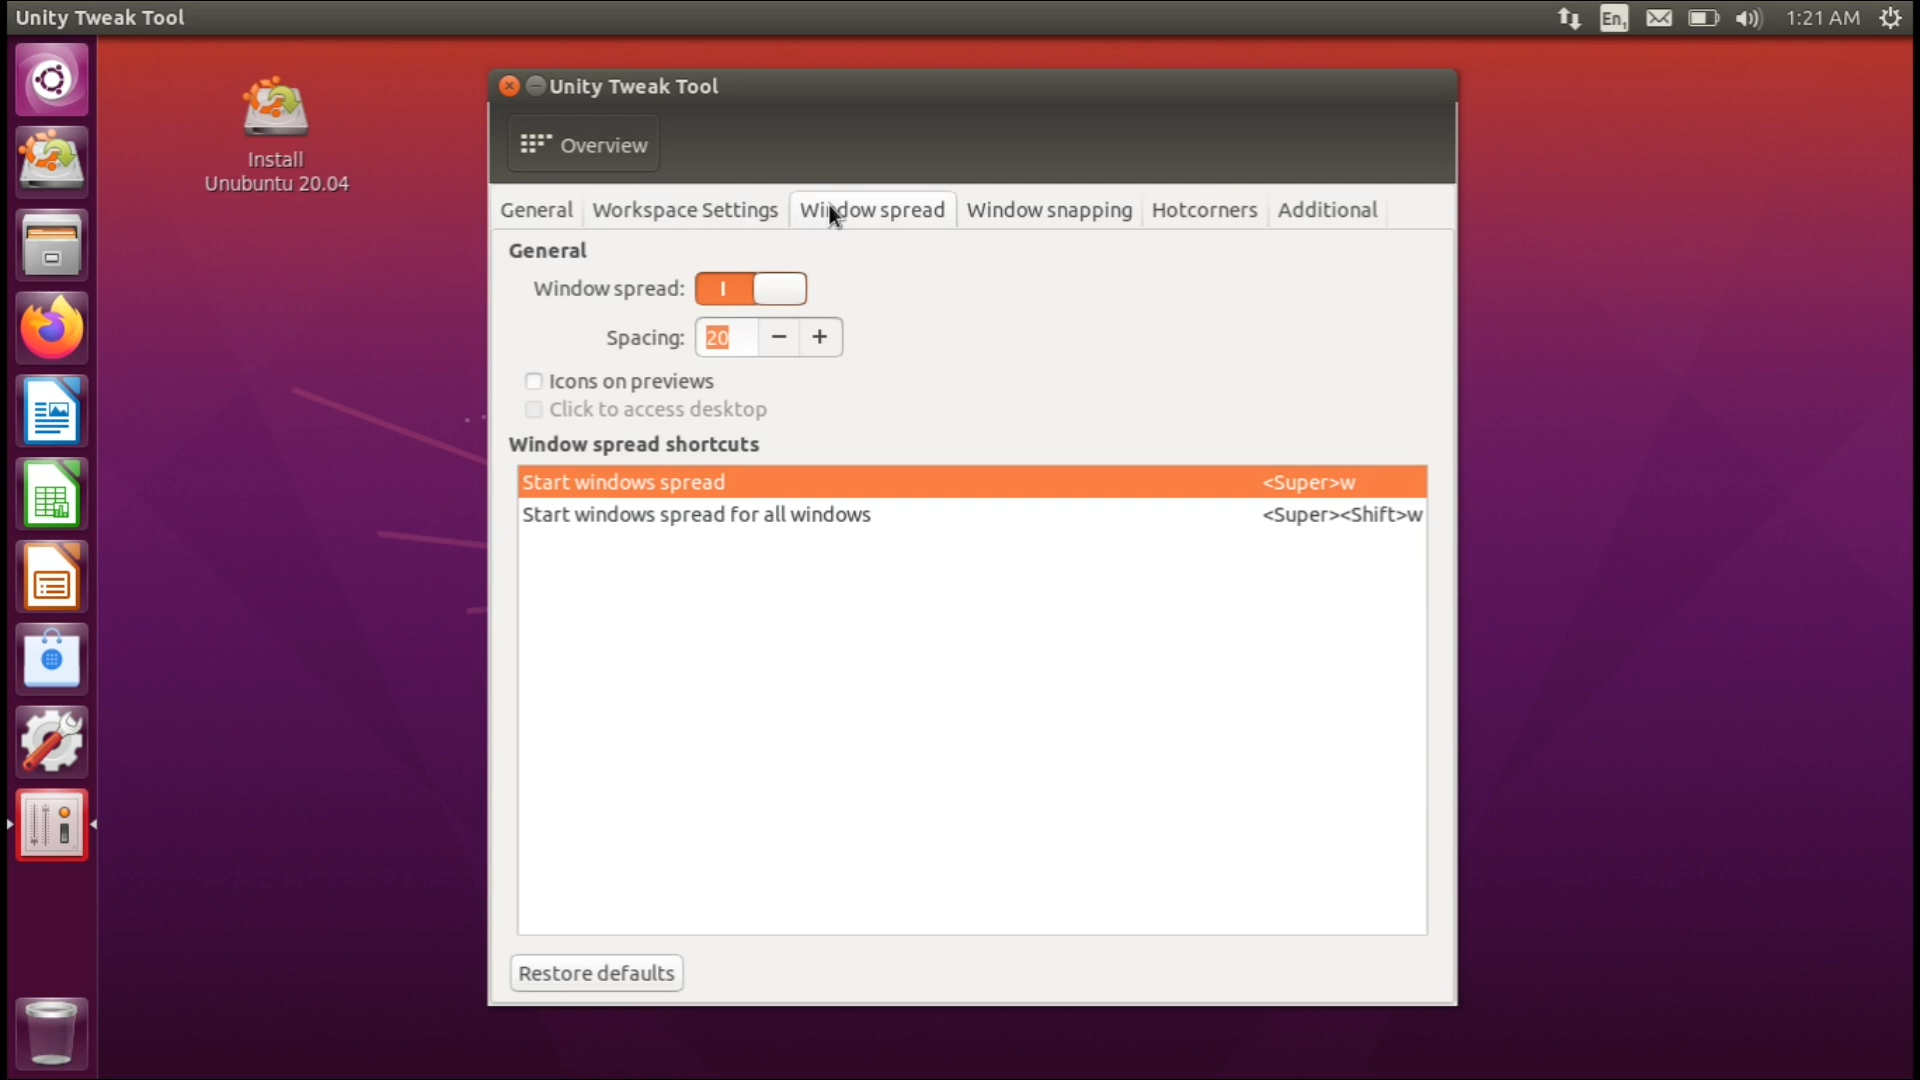 Unity Tweak Tool
En1
1:21 AM
Install
Unubuntu 20.04
Unity Tweak Tool
Overview
General Workspace Settings Window spread Window snapping Hotcorners Additional
General
Window spread:
Spacing: 20 − +
Icons on previews
Click to access desktop
Window spread shortcuts
Start windows spread <Super>w
Start windows spread for all windows <Super><Shift>w
Restore defaults